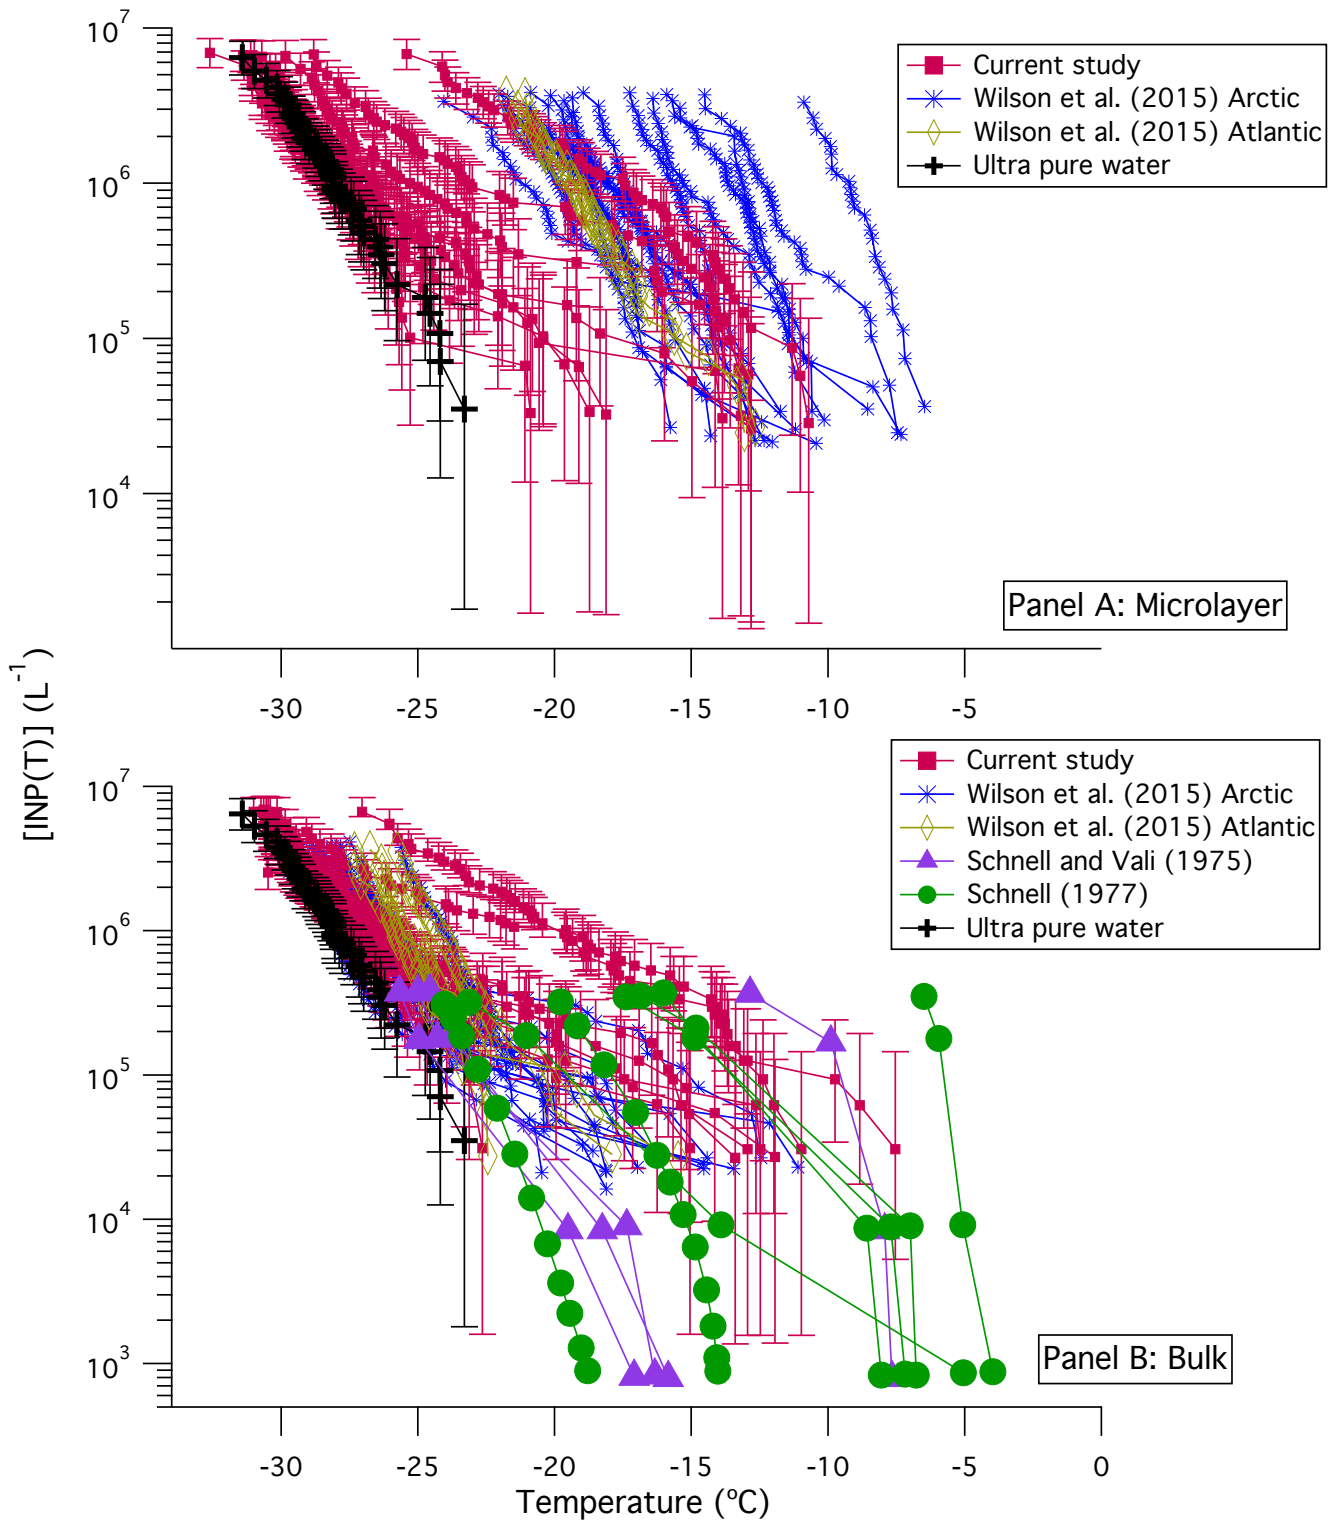 10^7
10^6
10^5
10^4
Current study
Wilson et al. (2015) Arctic
Wilson et al. (2015) Atlantic
Ultra pure water
Panel A: Microlayer
-30 -25 -20 -15 -10 -5
[INP(T)] (L^-1)
10^7
10^6
10^5
10^4
10^3
Current study
Wilson et al. (2015) Arctic
Wilson et al. (2015) Atlantic
Schnell and Vali (1975)
Schnell (1977)
Ultra pure water
Panel B: Bulk
-30 -25 -20 -15 -10 -5 0
Temperature (ºC)